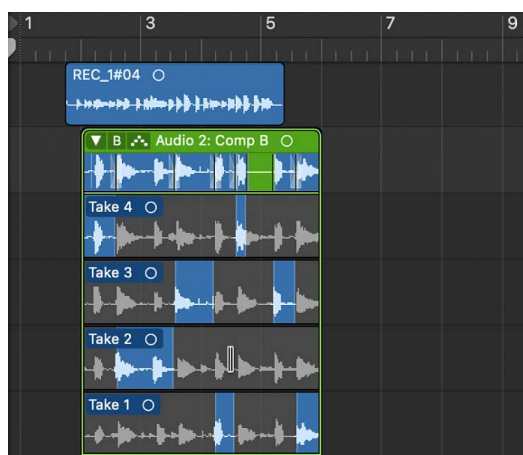 1 3 5 7 9
REC_1#04
B Audio 2: Comp B
Take 4
Take 3
Take 2
Take 1